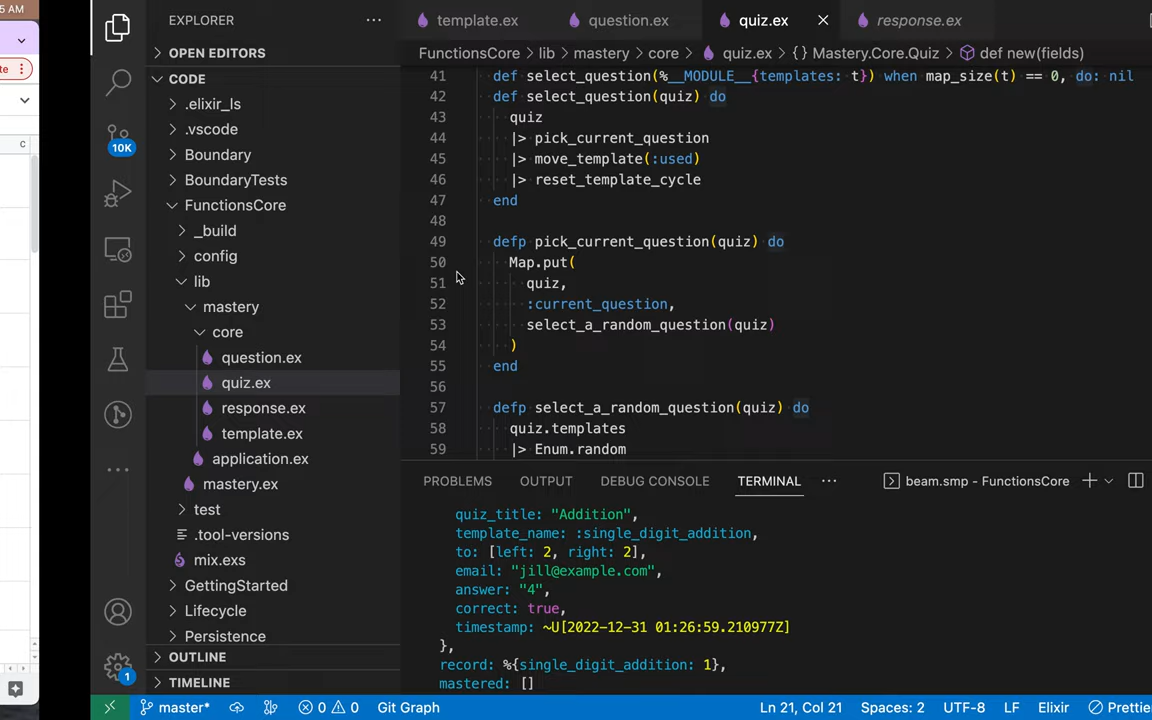 5 AM
te
C
EXPLORER
template.ex
question.ex
quiz.ex
response.ex
OPEN EDITORS
FunctionsCore > lib > mastery > core > quiz.ex > {} Mastery.Core.Quiz > def new(fields)
CODE
.elixir_ls
.vscode
Boundary
BoundaryTests
FunctionsCore
_build
config
lib
mastery
core
question.ex
quiz.ex
response.ex
template.ex
application.ex
mastery.ex
test
.tool-versions
mix.exs
GettingStarted
Lifecycle
Persistence
OUTLINE
TIMELINE
10K
1
41 def select_question(%__MODULE__{templates: t}) when map_size(t) == 0, do: nil
42 def select_question(quiz) do
43 quiz
44 |> pick_current_question
45 |> move_template(:used)
46 |> reset_template_cycle
47 end
48
49 defp pick_current_question(quiz) do
50 Map.put(
51 quiz,
52 :current_question,
53 select_a_random_question(quiz)
54 )
55 end
56
57 defp select_a_random_question(quiz) do
58 quiz.templates
59 |> Enum.random
PROBLEMS OUTPUT DEBUG CONSOLE TERMINAL ··· beam.smp - FunctionsCore
quiz_title: "Addition",
template_name: :single_digit_addition,
to: [left: 2, right: 2],
email: "jill@example.com",
answer: "4",
correct: true,
timestamp: ~U[2022-12-31 01:26:59.210977Z]
},
record: %{single_digit_addition: 1},
mastered: []
master* 0 0 Git Graph Ln 21, Col 21 Spaces: 2 UTF-8 LF Elixir Prettie